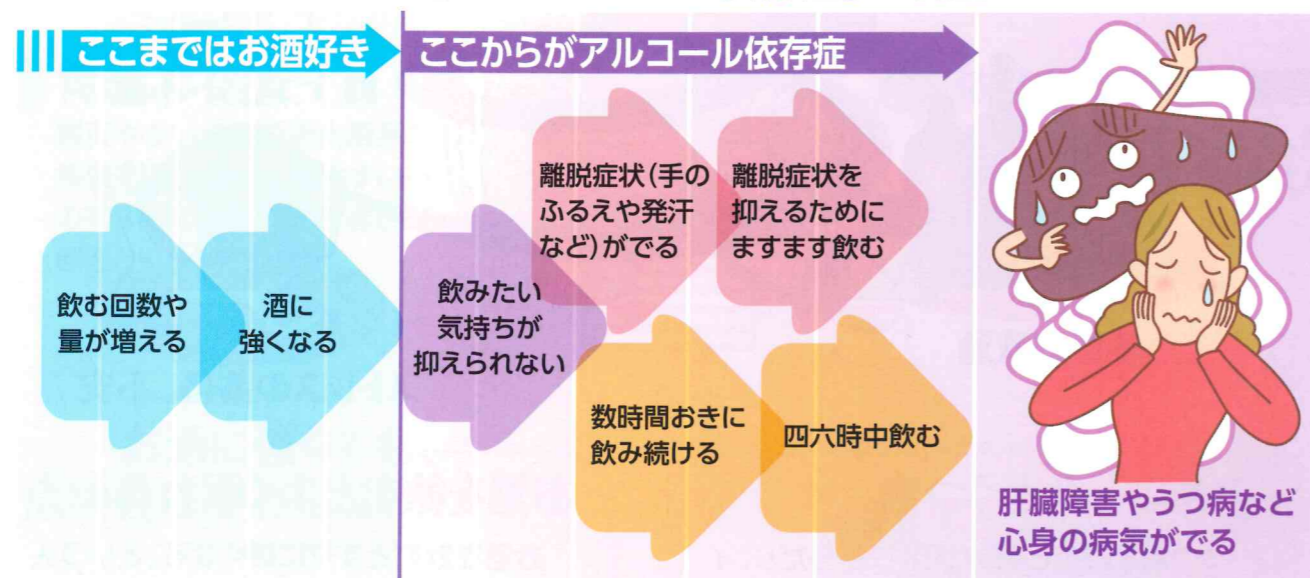 ここまではお酒好き
ここからがアルコール依存症
飲む回数や
量が増える
酒に
強くなる
飲みたい
気持ちが
抑えられない
離脱症状(手の
ふるえや発汗
など)がでる
離脱症状を
抑えるために
ますます飲む
数時間おきに
飲み続ける
四六時中飲む
肝臓障害やうつ病など
心身の病気がでる